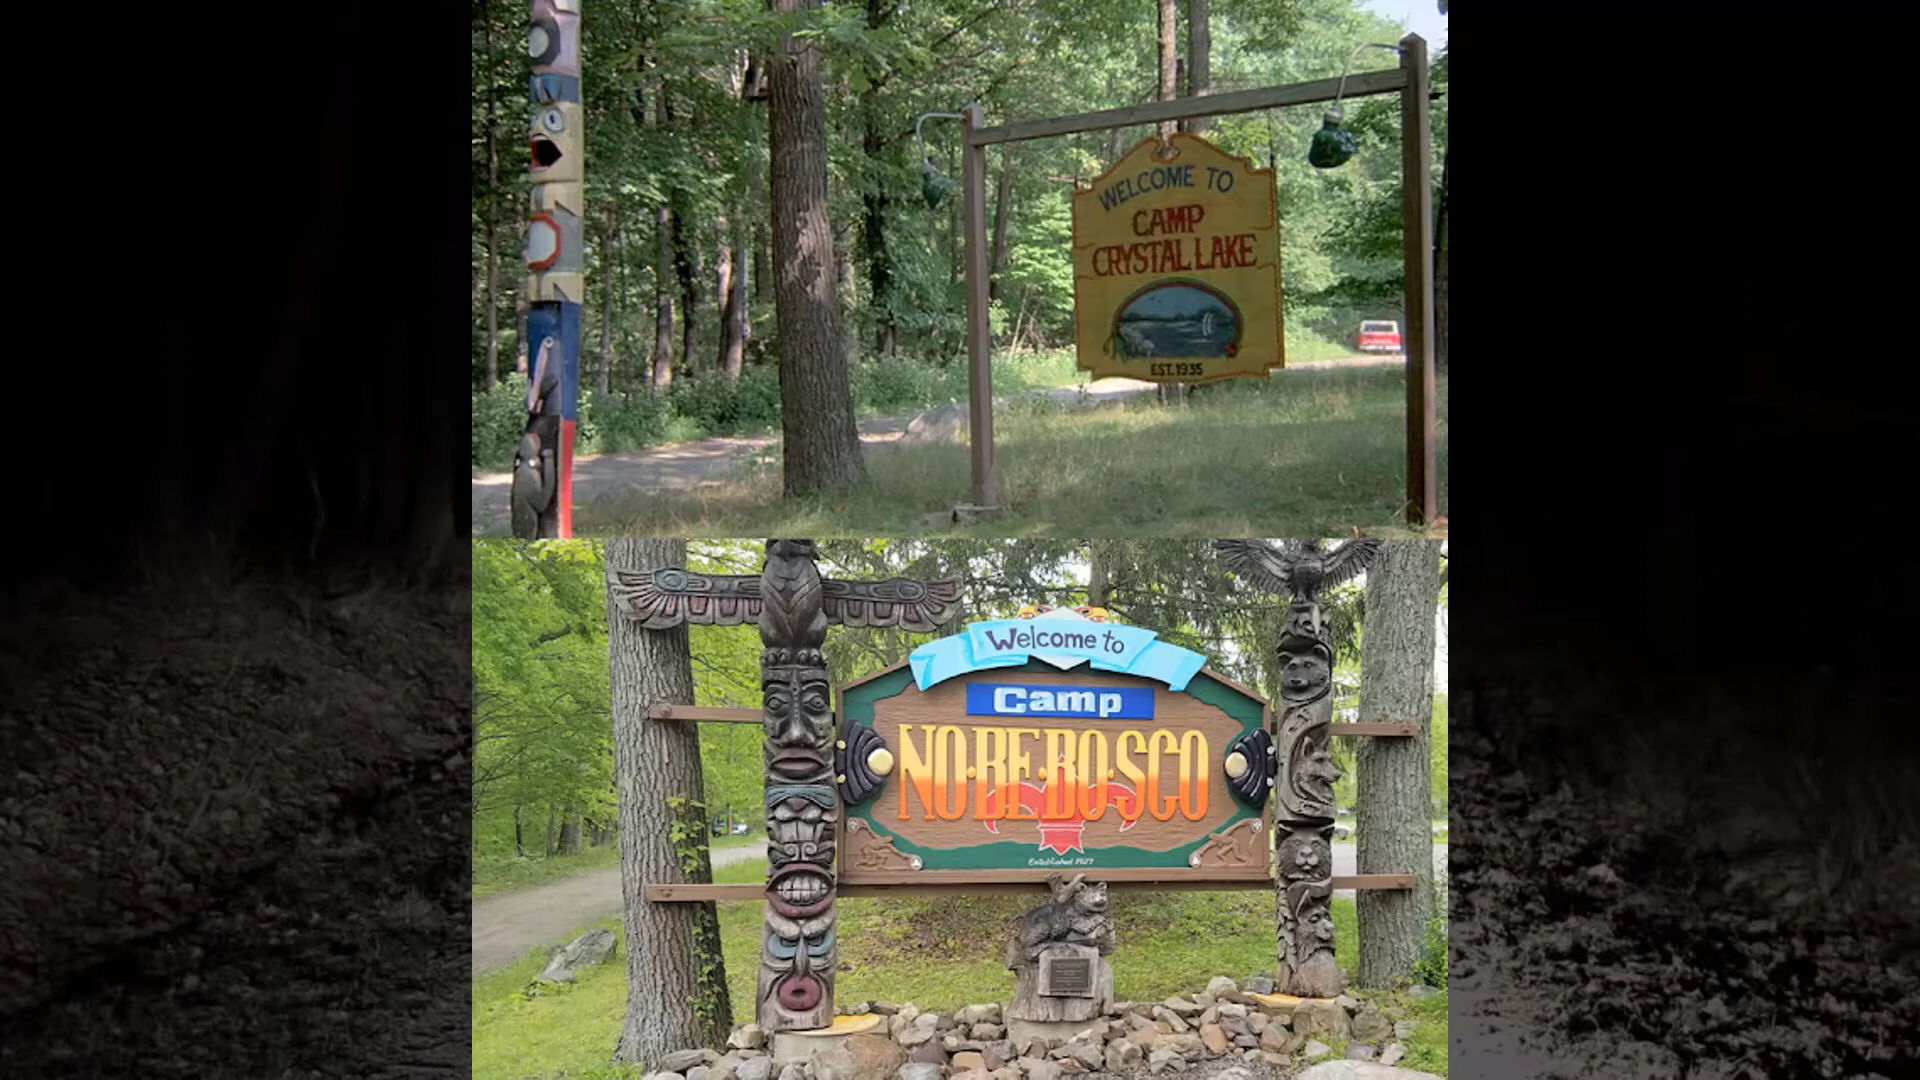 WELCOME TO
CAMP
CRYSTAL LAKE
EST. 1935
Welcome to
Camp
NO·BE·BO·SCO
Established 1927